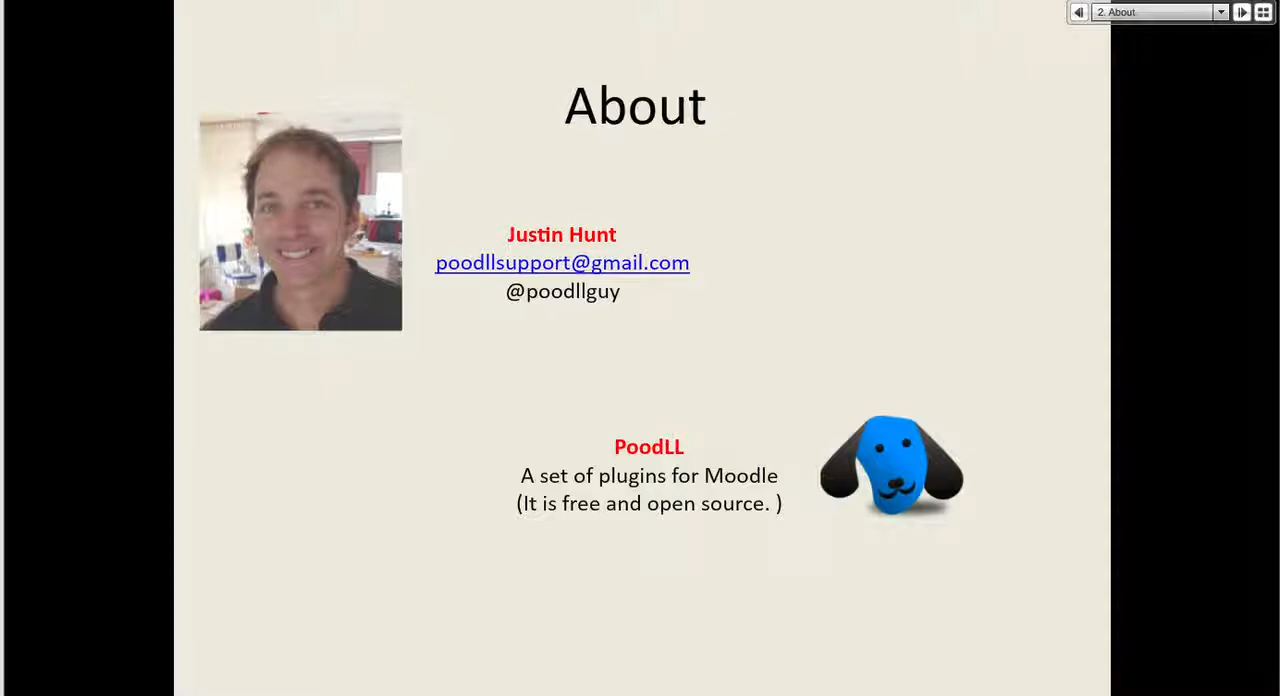 2. About
About
Justin Hunt
poodllsupport@gmail.com
@poodllguy
PoodLL
A set of plugins for Moodle
(It is free and open source. )